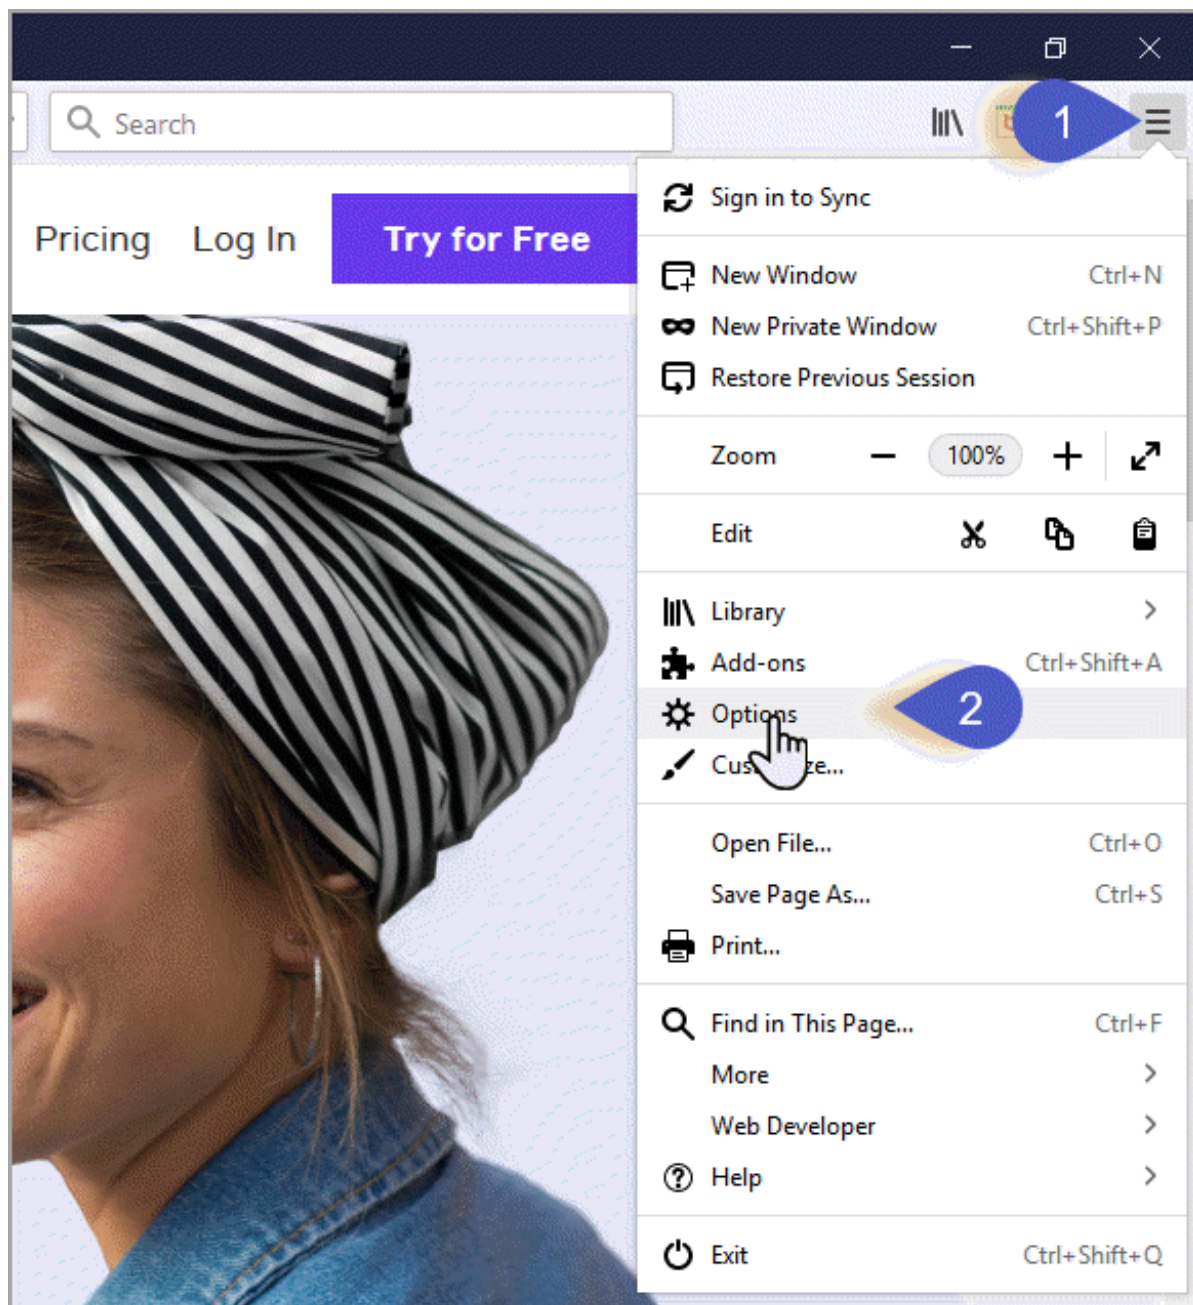 Search
1
Pricing Log In Try for Free
Sign in to Sync
New Window Ctrl+N
New Private Window Ctrl+Shift+P
Restore Previous Session
Zoom 100%
Edit
Library
Add-ons Ctrl+Shift+A
Options 2
Open File... Ctrl+O
Save Page As... Ctrl+S
Print...
Find in This Page... Ctrl+F
More
Web Developer
Help
Exit Ctrl+Shift+Q